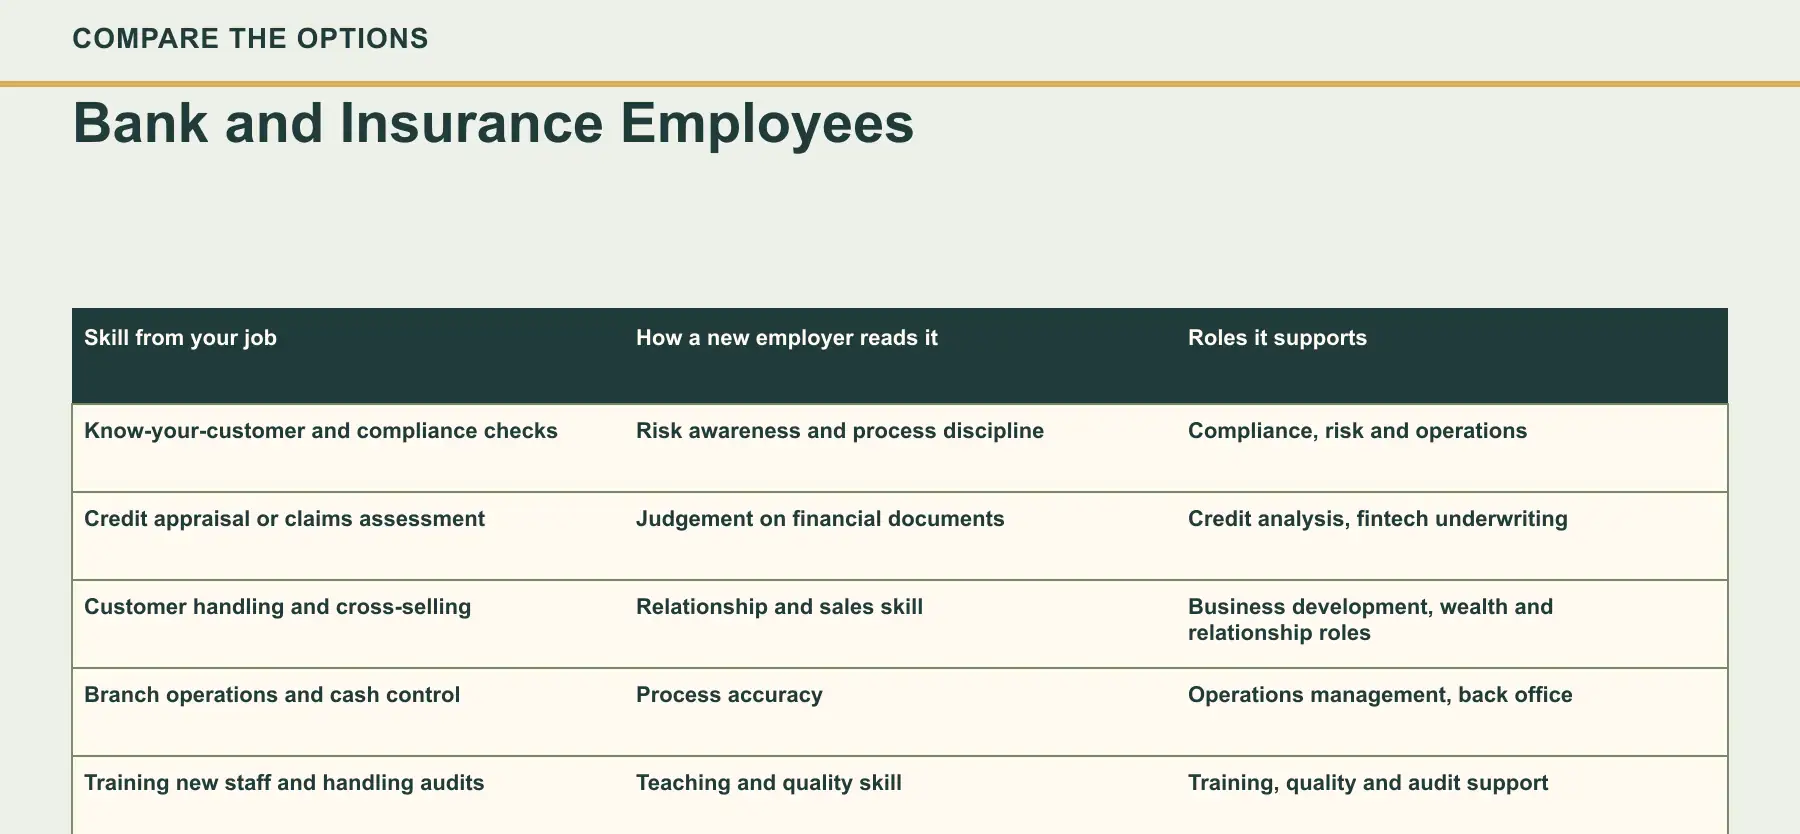 COMPARE THE OPTIONS
Bank and Insurance Employees
Skill from your job How a new employer reads it Roles it supports
Know-your-customer and compliance checks Risk awareness and process discipline Compliance, risk and operations
Credit appraisal or claims assessment Judgement on financial documents Credit analysis, fintech underwriting
Customer handling and cross-selling Relationship and sales skill Business development, wealth and
relationship roles
Branch operations and cash control Process accuracy Operations management, back office
Training new staff and handling audits Teaching and quality skill Training, quality and audit support